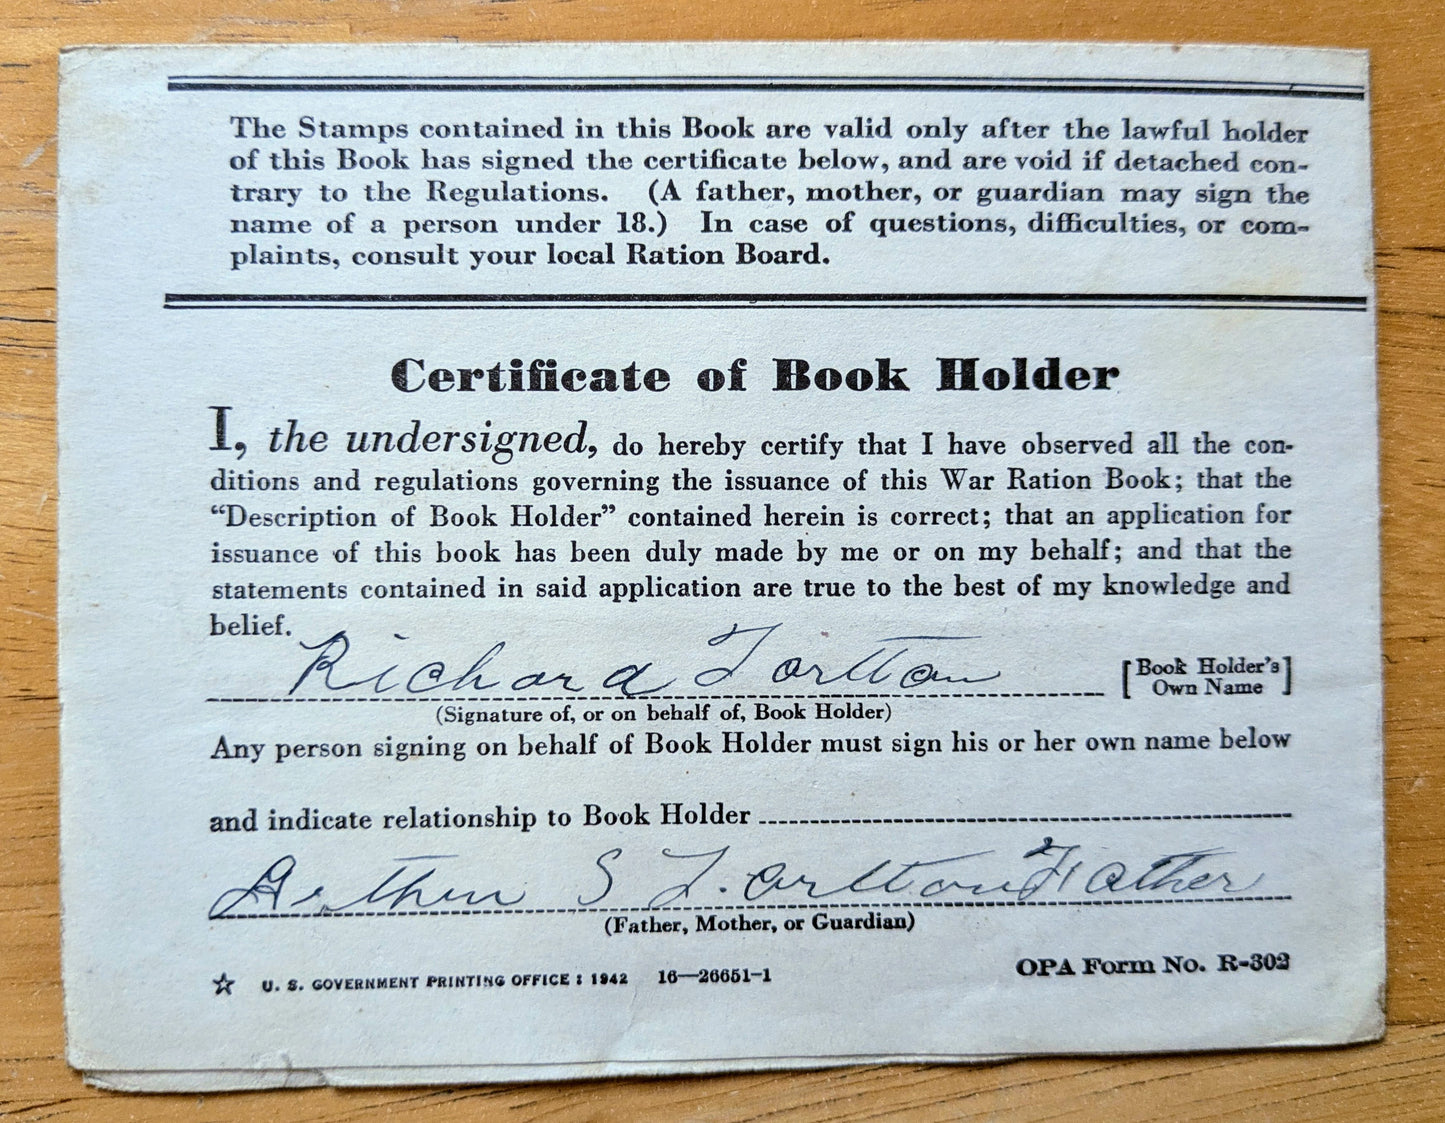 The Stamps contained in this Book are valid only after the lawful holder
of this Book has signed the certificate below, and are void if detached con-
trary to the Regulations. (A father, mother, or guardian may sign the
name of a person under 18.) In case of questions, difficulties, or com-
plaints, consult your local Ration Board.
Certificate of Book Holder
I, the undersigned, do hereby certify that I have observed all the con-
ditions and regulations governing the issuance of this War Ration Book; that the
“Description of Book Holder” contained herein is correct; that an application for
issuance of this book has been duly made by me or on my behalf; and that the
statements contained in said application are true to the best of my knowledge and
belief.
Richard
[Book Holder's
Own Name]
(Signature of, or on behalf of, Book Holder)
Any person signing on behalf of Book Holder must sign his or her own name below
and indicate relationship to Book Holder
Arthur S Father
(Father, Mother, or Guardian)
☆ U. S. GOVERNMENT PRINTING OFFICE : 1942 16—26651-1
OPA Form No. R-302